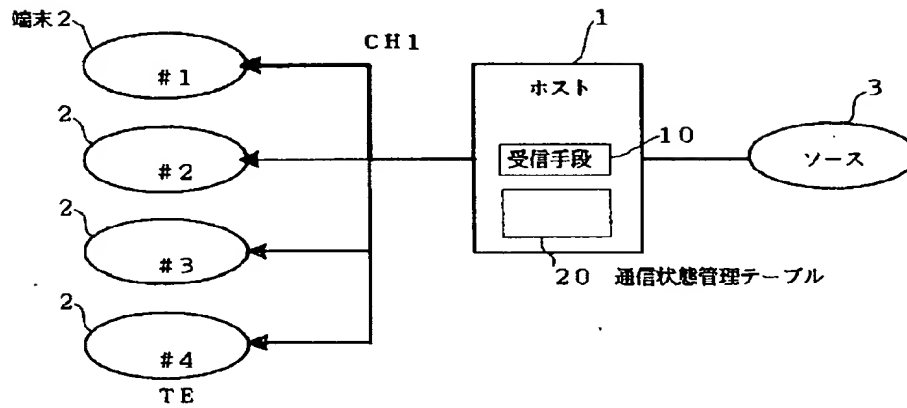 端末2
#1
CH1
2
#2
2
#3
2
#4
TE
1
ホスト
受信手段
10
20 通信状態管理テーブル
3
ソース